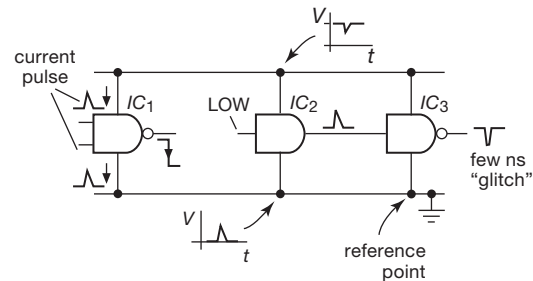 V
t
current
pulse
IC1
LOW
IC2
IC3
few ns
“glitch”
V
t
reference
point